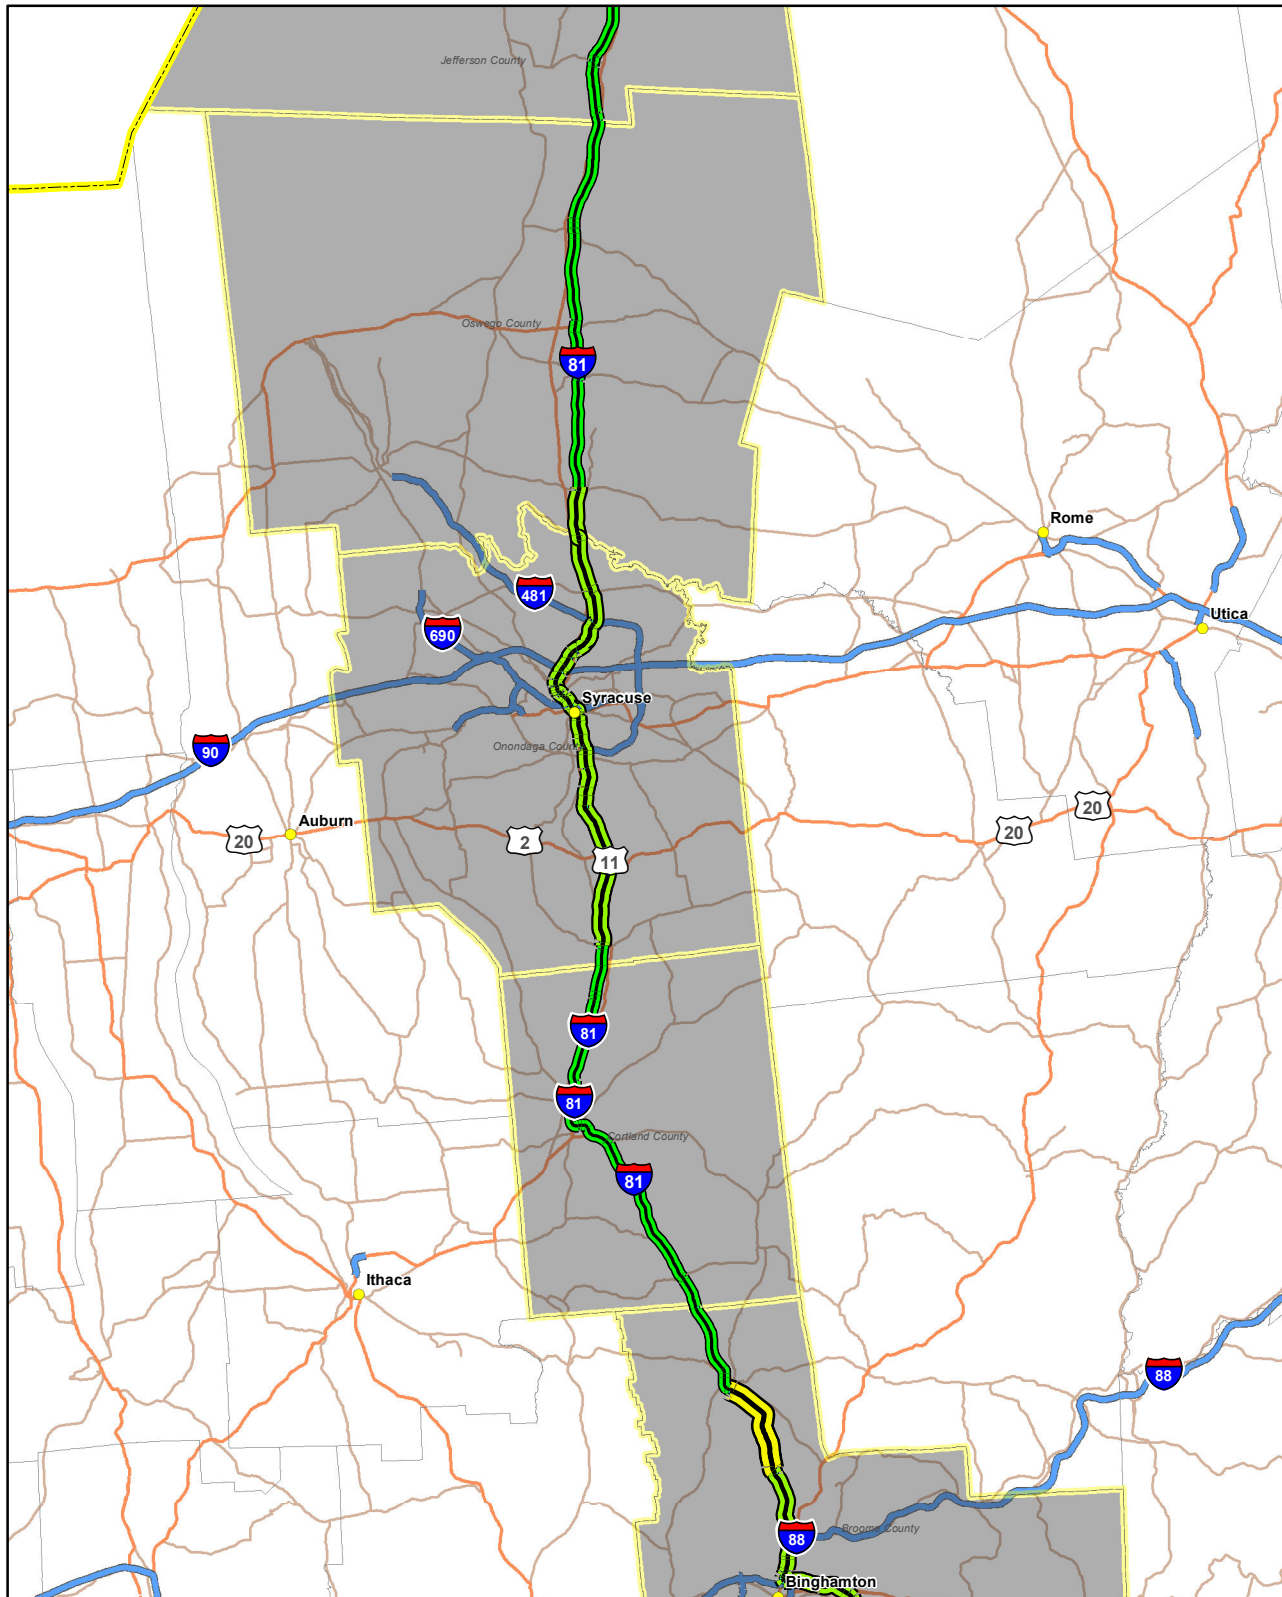 Jefferson County
Oswego County
81
Rome
481
Utica
690
Syracuse
Onondaga County
90
20
20
Auburn
20
2
11
81
81
Cortland County
81
Ithaca
88
Broome County
88
Binghamton